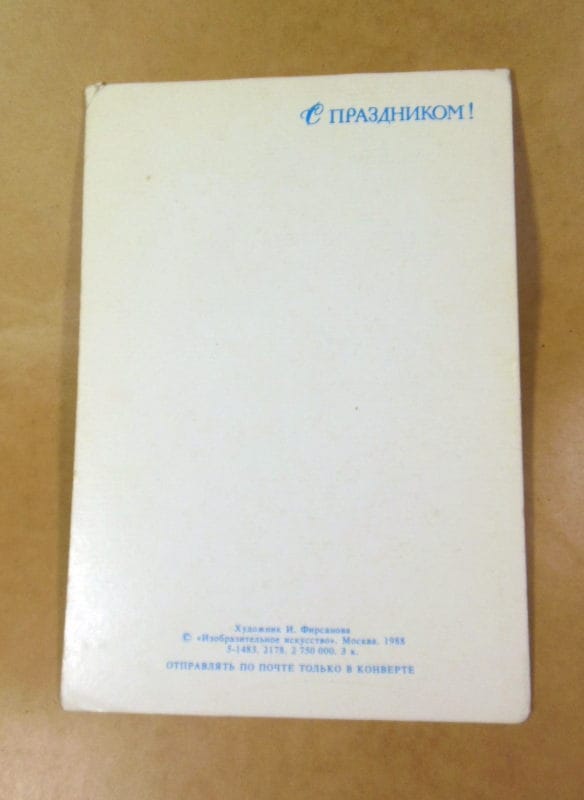 С ПРАЗДНИКОМ!
Художник И. Фирсанова
© «Изобразительное искусство». Москва. 1988
5-1483. 2178. 2 750 000. 3 к.
ОТПРАВЛЯТЬ ПО ПОЧТЕ ТОЛЬКО В КОНВЕРТЕ